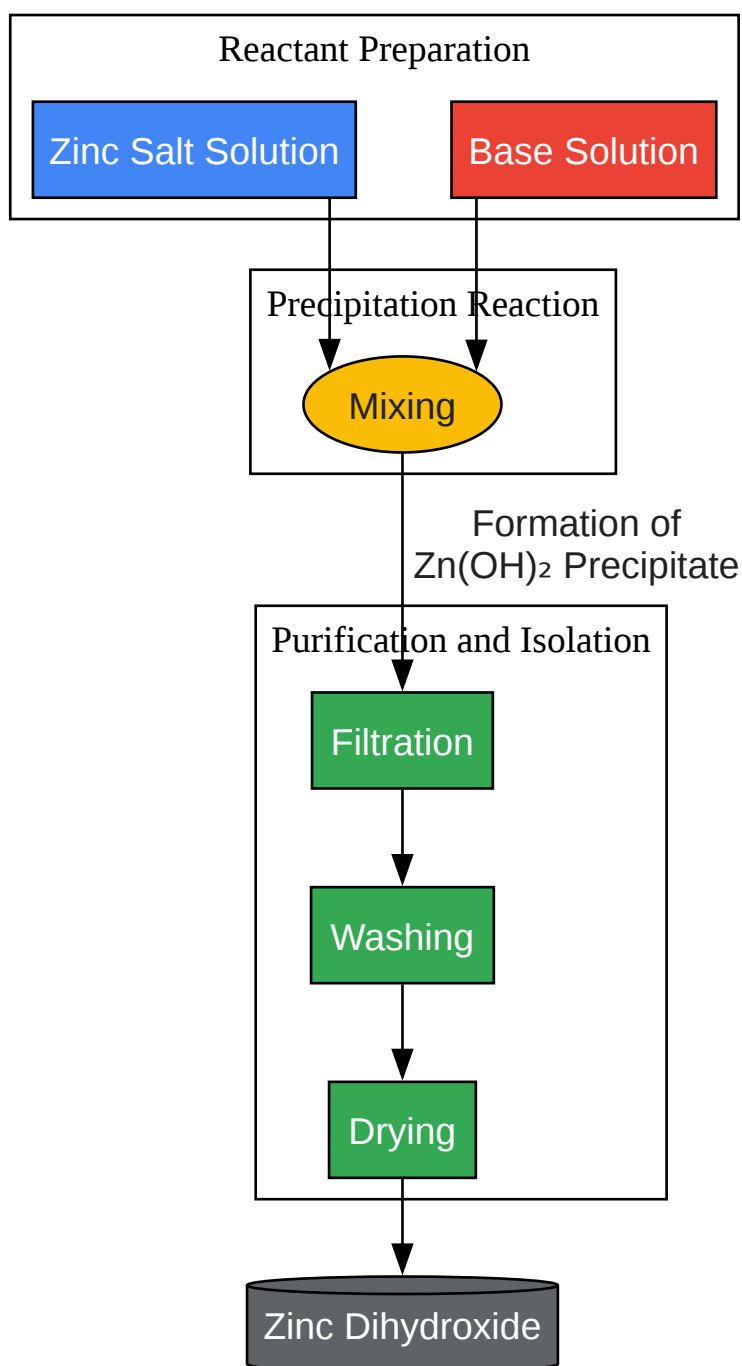 Reactant Preparation
Zinc Salt Solution
Base Solution
Precipitation Reaction
Mixing
Formation of
Zn(OH)₂ Precipitate
Purification and Isolation
Filtration
Washing
Drying
Zinc Dihydroxide